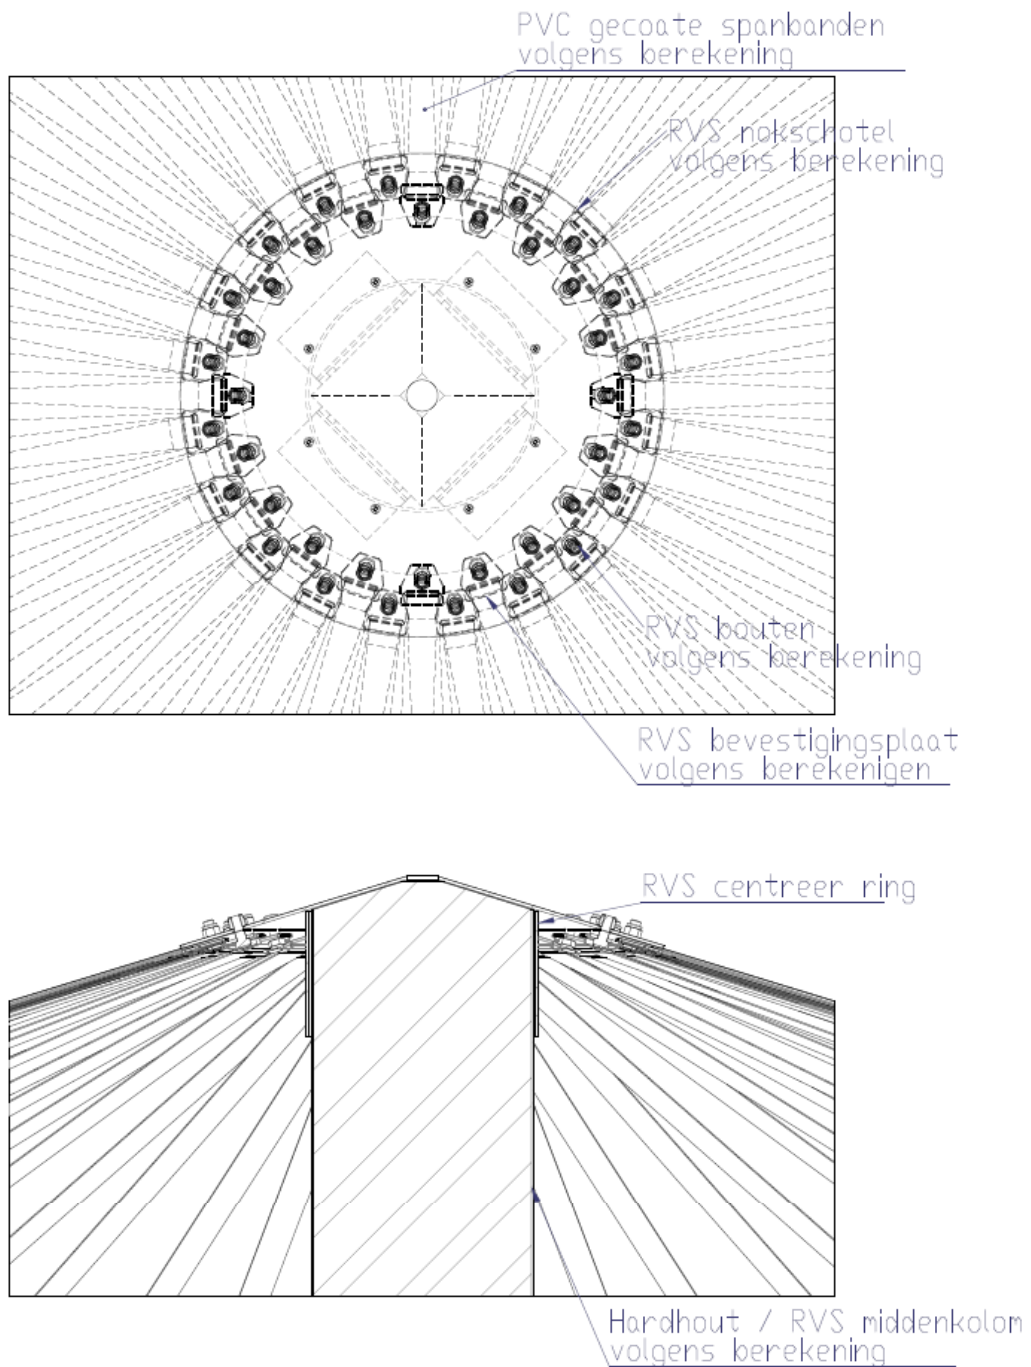 PVC gecoate spanbanden
volgens berekening
RVS nokschotel
volgens berekening
RVS bouten
volgens berekening
RVS bevestigingsplaat
volgens berekenigen
RVS centreer ring
Hardhout / RVS middenkolom
volgens berekening